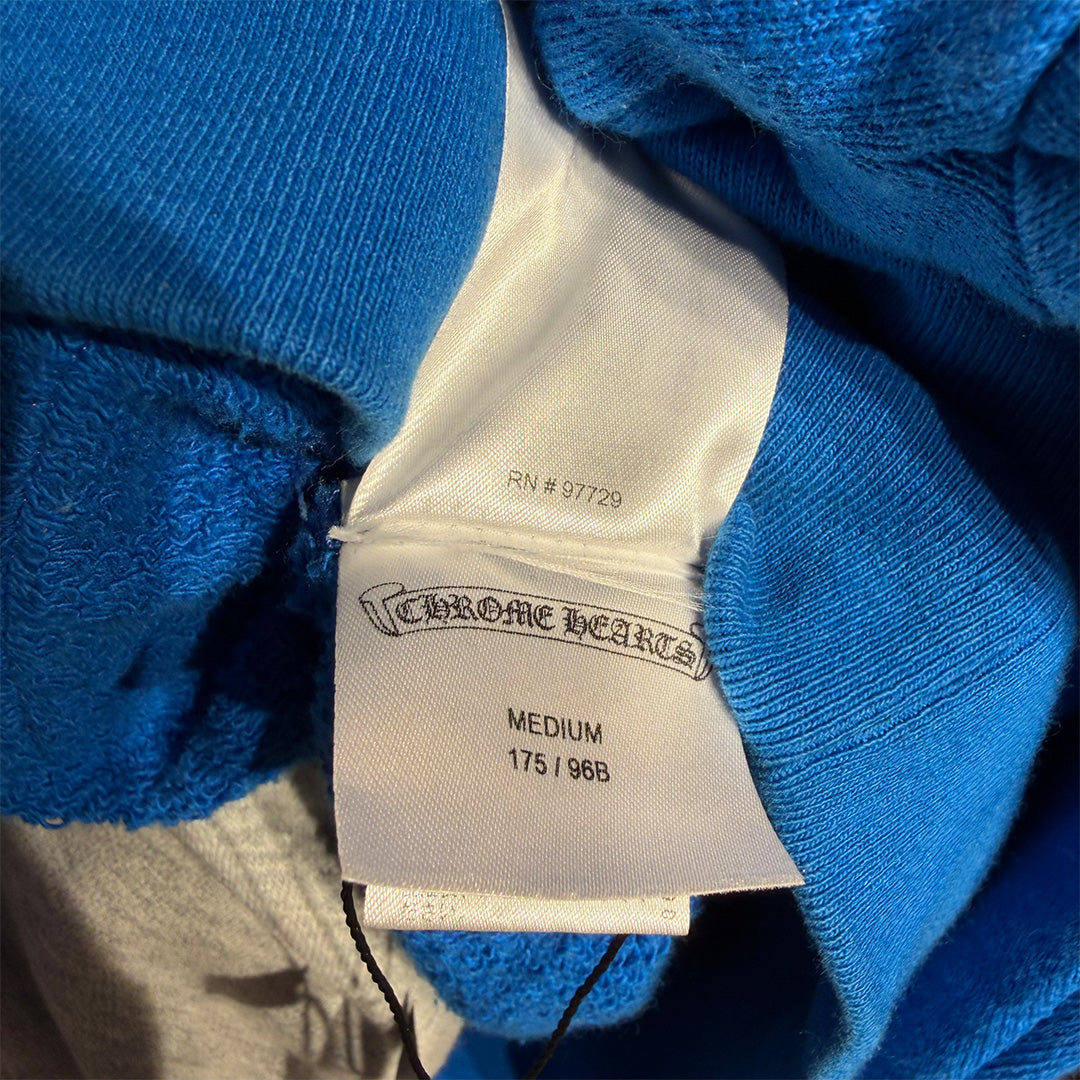 RN # 97729
CHROME HEARTS
MEDIUM
175 / 96B